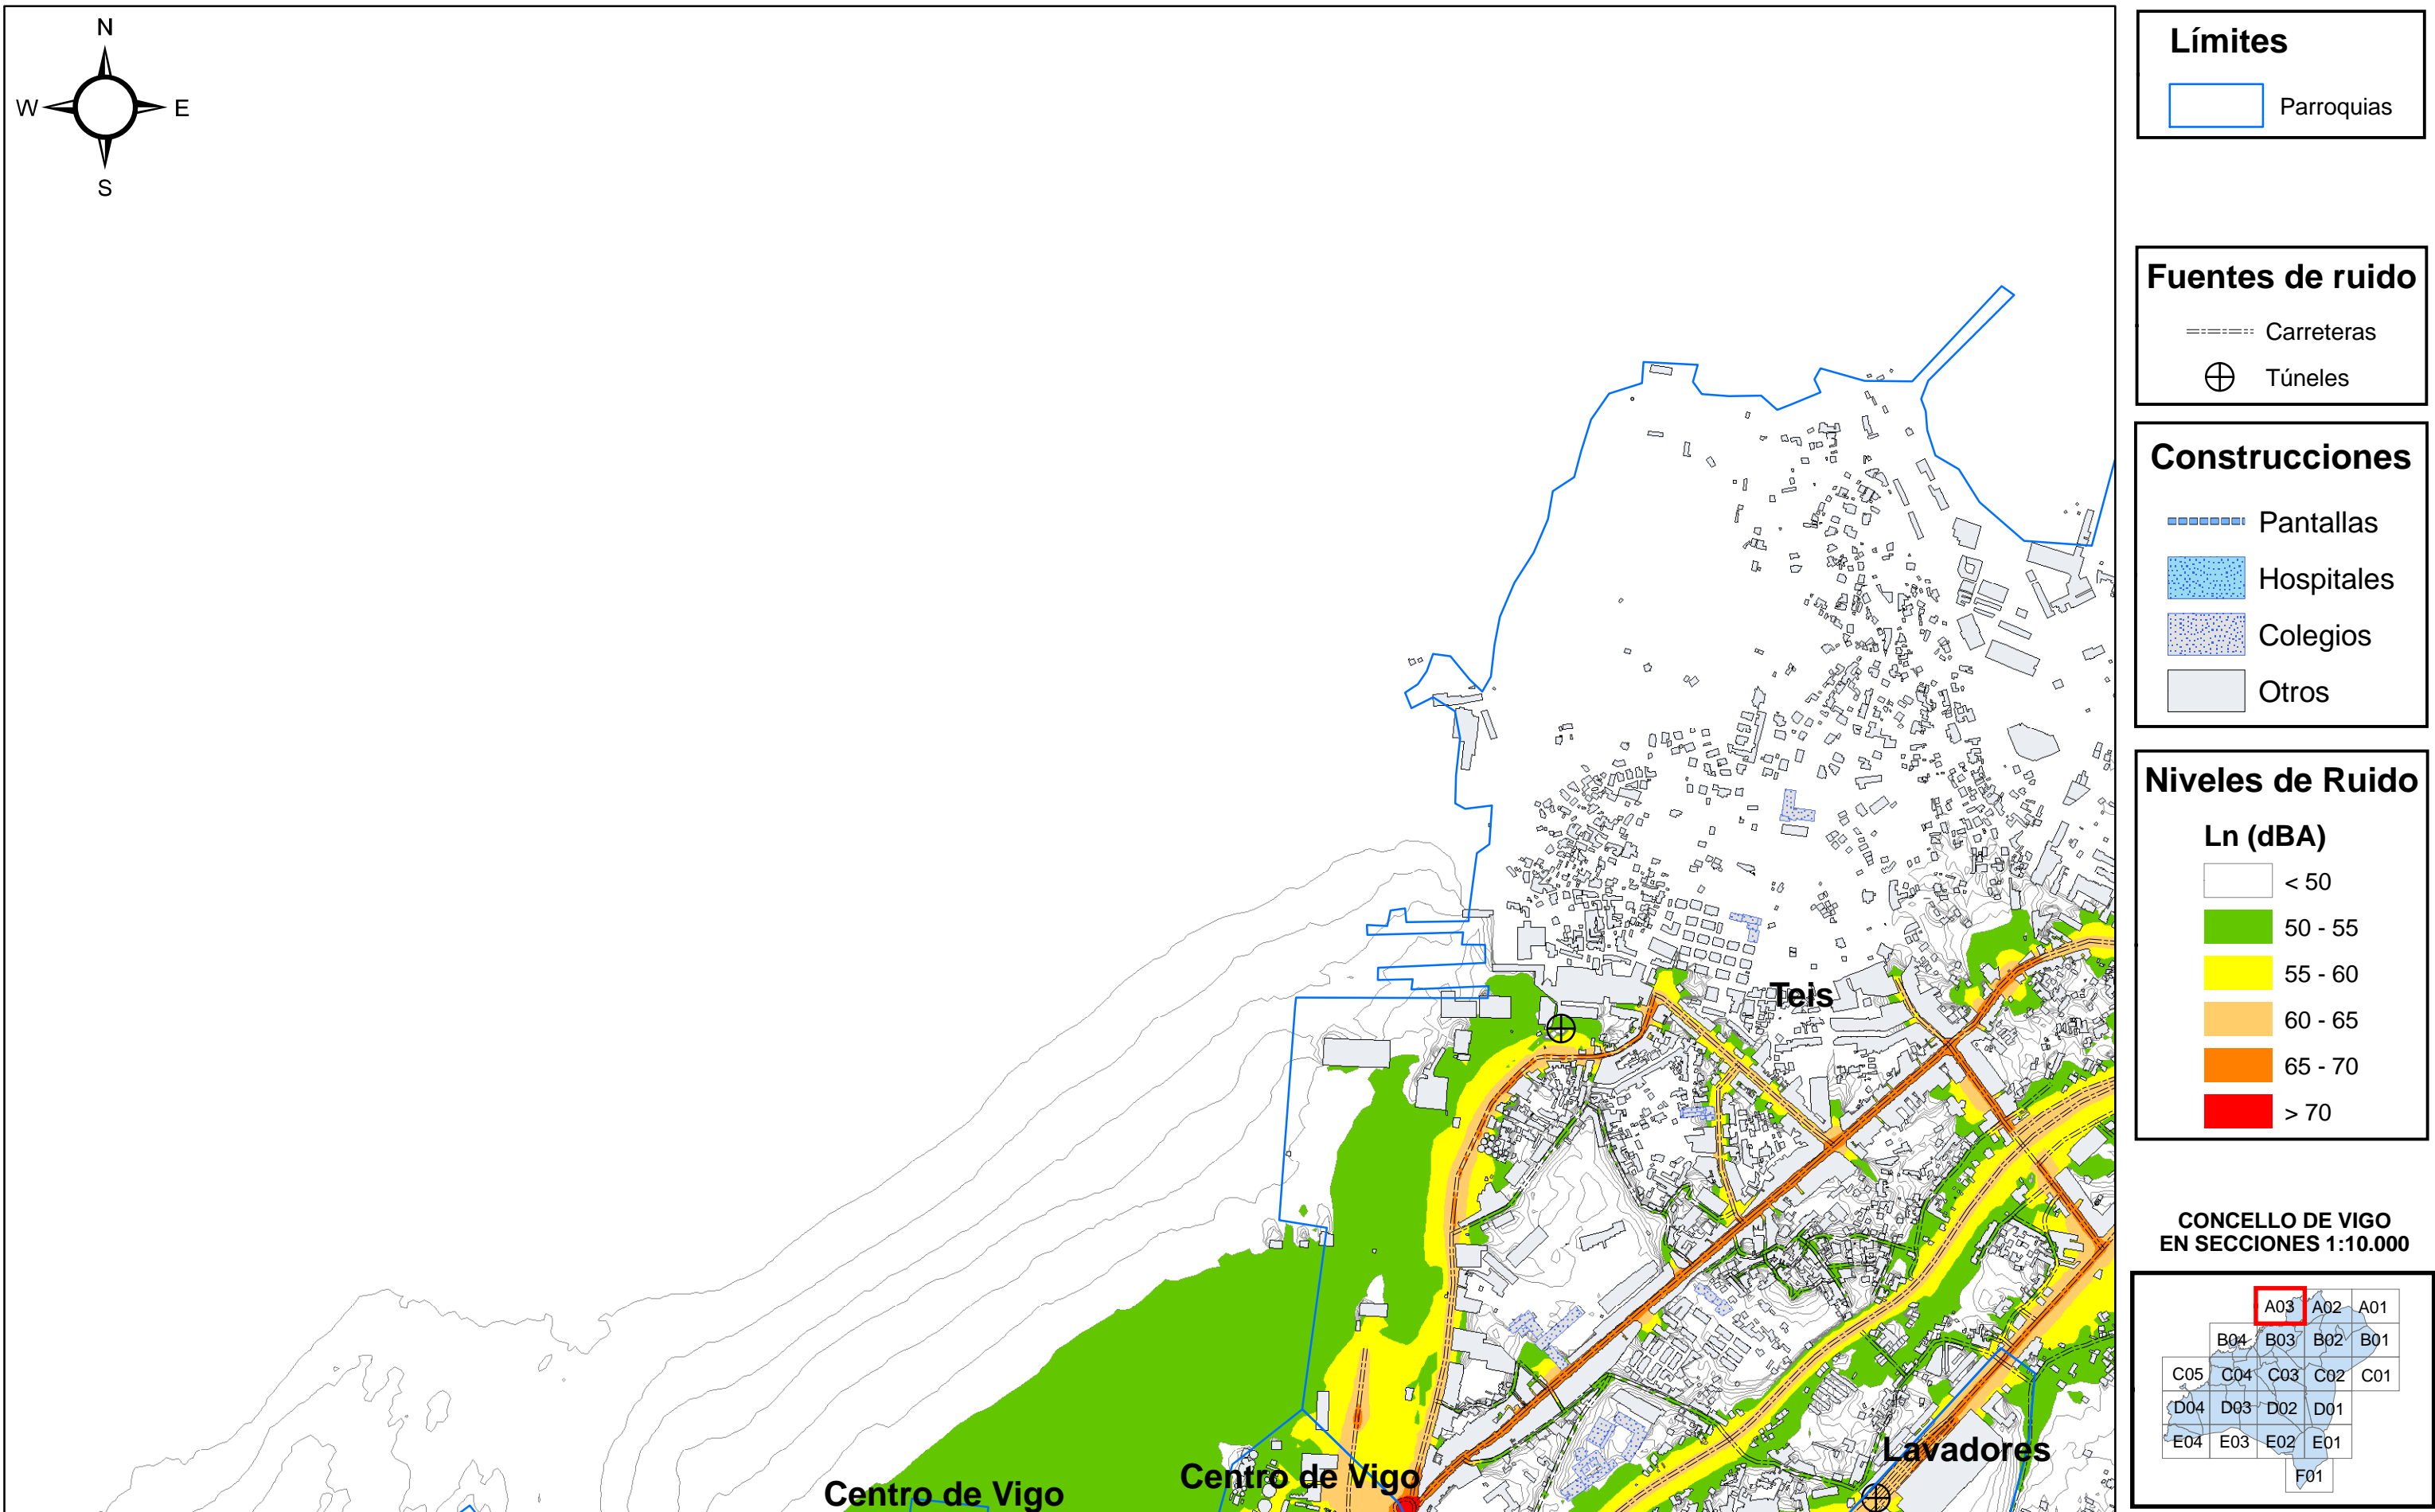 N
W
E
S
Teis
Lavadores
Centro de Vigo
Centro de Vigo
Límites
Parroquias
Fuentes de ruido
Carreteras
Túneles
Construcciones
Pantallas
Hospitales
Colegios
Otros
Niveles de Ruido
Ln (dBA)
< 50
50 - 55
55 - 60
60 - 65
65 - 70
> 70
CONCELLO DE VIGO
EN SECCIONES 1:10.000
A03 A02 A01
B04 B03 B02 B01
C05 C04 C03 C02 C01
D04 D03 D02 D01
E04 E03 E02 E01
F01